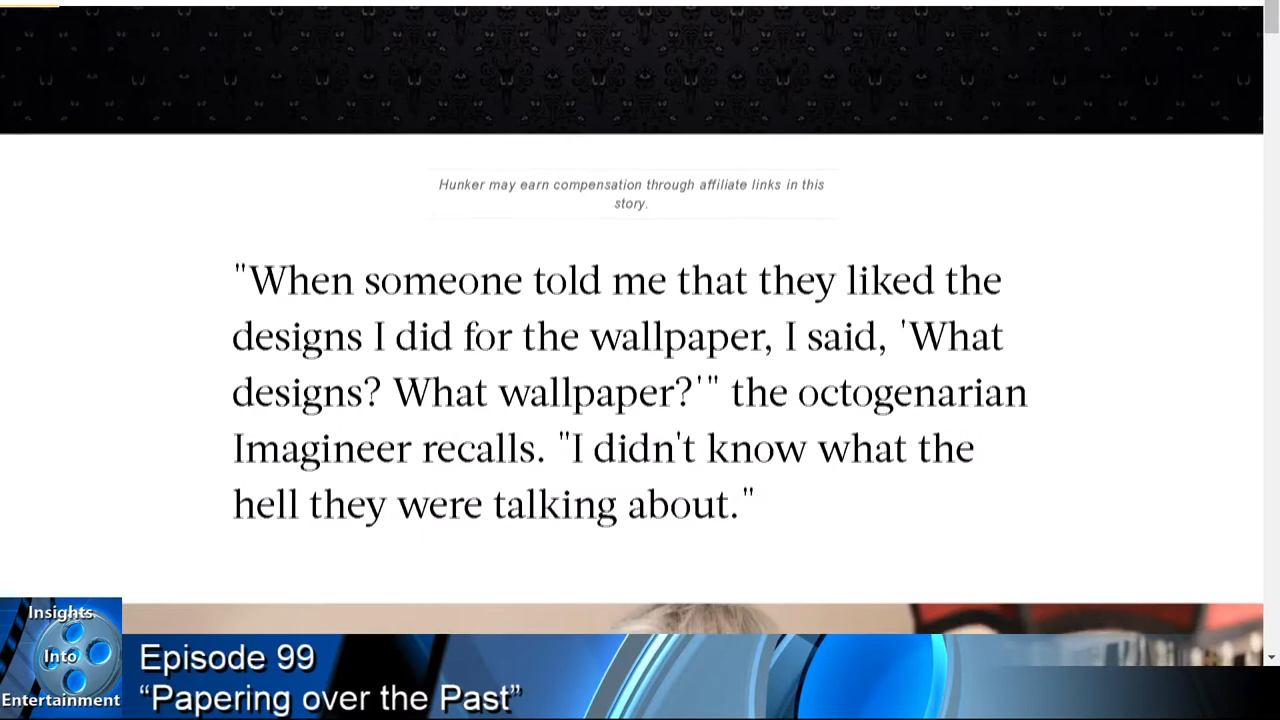 Hunker may earn compensation through affiliate links in this
story.
"When someone told me that they liked the
designs I did for the wallpaper, I said, 'What
designs? What wallpaper?'" the octogenarian
Imagineer recalls. "I didn't know what the
hell they were talking about."
Insights
Into
Entertainment
Episode 99
“Papering over the Past”